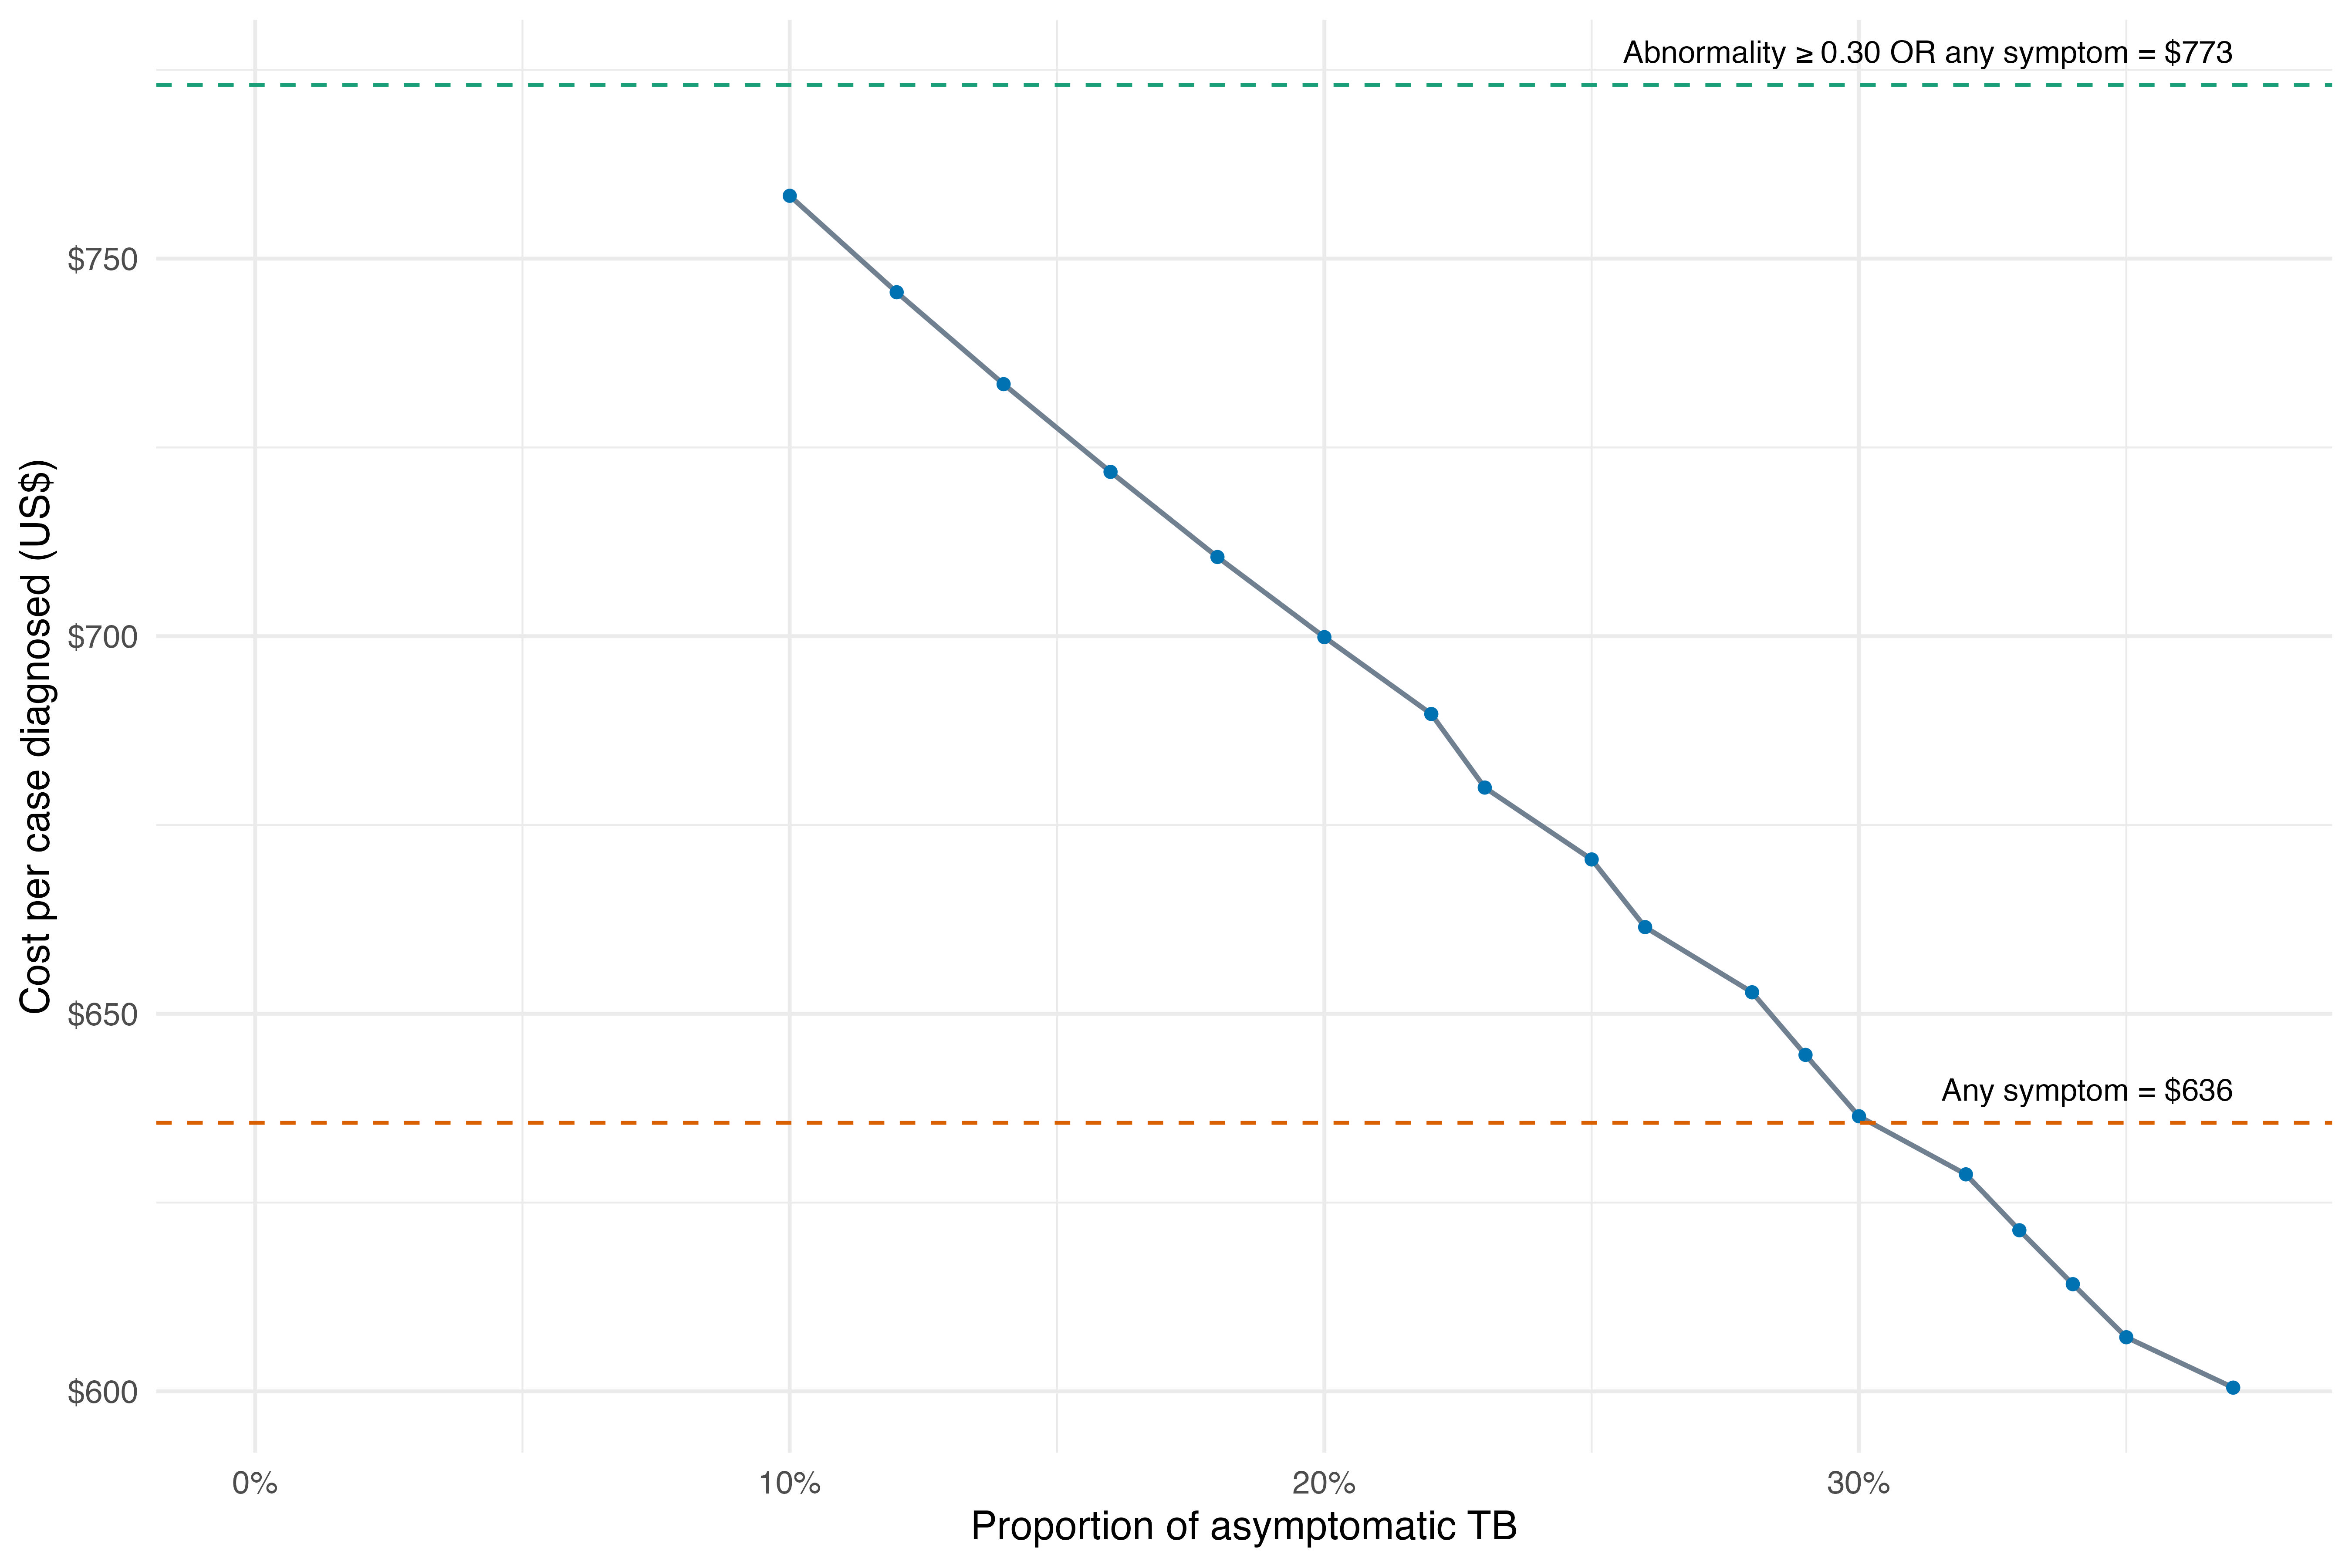 Abnormality ≥ 0.30 OR any symptom = $773
$750
$700
$650
$600
Cost per case diagnosed (US$)
Any symptom = $636
0%
10%
20%
30%
Proportion of asymptomatic TB